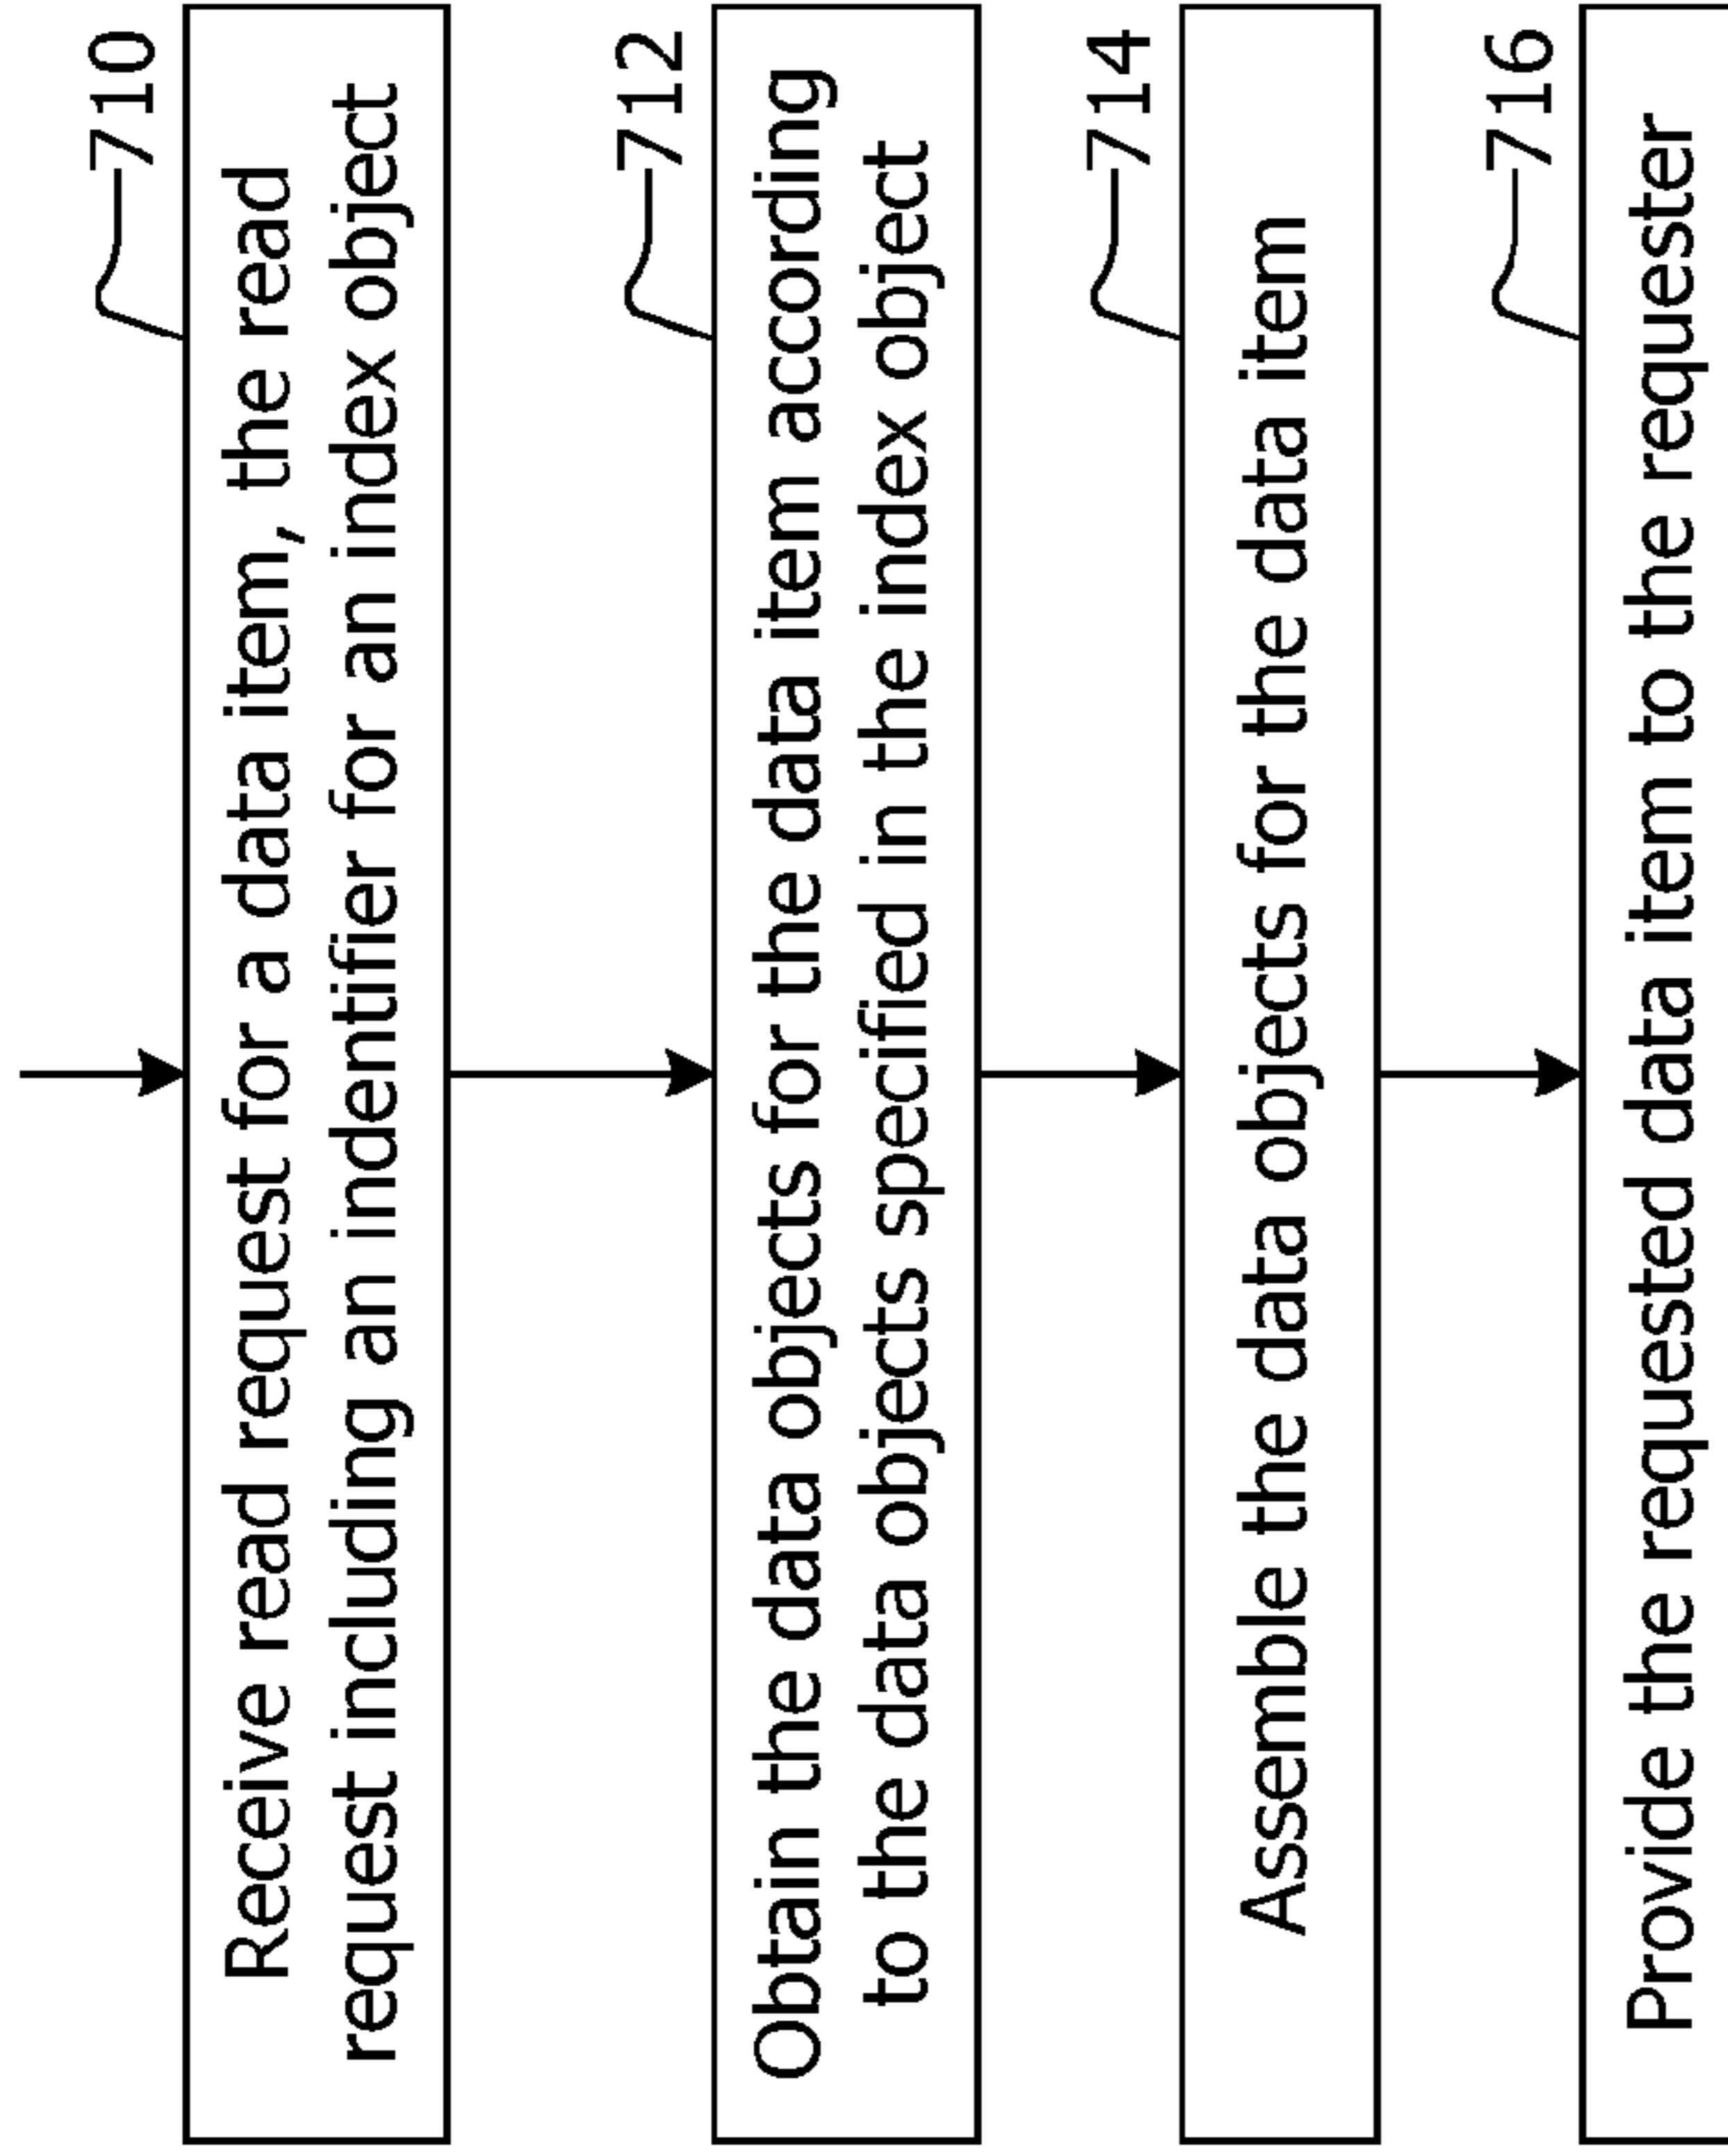 710
Receive read request for a data item, the read
request including an indentifier for an index object
712
Obtain the data objects for the data item according
to the data objects specified in the index object
714
Assemble the data objects for the data item
716
Provide the requested data item to the requester